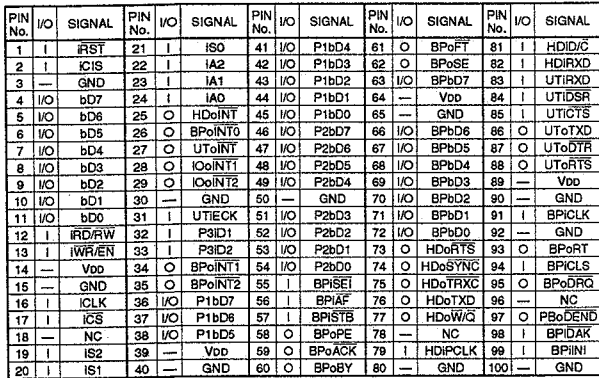 PIN No. I/O SIGNAL PIN No. I/O SIGNAL PIN No. I/O SIGNAL PIN No. I/O SIGNAL PIN No. I/O SIGNAL
1 I iRST 21 I iS0 41 I/O P1bD4 61 O BPoFT 81 I HDiD/C
2 I iCIS 22 I iA2 42 I/O P1bD3 62 O BPoSE 82 I HDiRXD
3 — GND 23 I iA1 43 I/O P1bD2 63 I/O BPbD7 83 I UTiRXD
4 I/O bD7 24 I iA0 44 I/O P1bD1 64 — VDD 84 I UTiDSR
5 I/O bD6 25 O HDoINT 45 I/O P1bD0 65 — GND 85 I UTiCTS
6 I/O bD5 26 O BPoINT0 46 I/O P2bD7 66 I/O BPbD6 86 O UToTXD
7 I/O bD4 27 O UToINT 47 I/O P2bD6 67 I/O BPbD5 87 O UToDTR
8 I/O bD3 28 O IOoINT1 48 I/O P2bD5 68 I/O BPbD4 88 O UToRTS
9 I/O bD2 29 O IOoINT2 49 I/O P2bD4 69 I/O BPbD3 89 — VDD
10 I/O bD1 30 — GND 50 — GND 70 I/O BPbD2 90 — GND
11 I/O bD0 31 I UTiECK 51 I/O P2bD3 71 I/O BPbD1 91 I BPiCLK
12 I iRD/RW 32 I P3iD1 52 I/O P2bD2 72 I/O BPbD0 92 — GND
13 I iWR/EN 33 I P3iD2 53 I/O P2bD1 73 O HDoRTS 93 O BPoRT
14 — VDD 34 O BPoINT1 54 I/O P2bD0 74 O HDoSYNC 94 I BPiCLS
15 — GND 35 O BPoINT2 55 I BPiSEI 75 O HDoTRXC 95 O BPoDRQ
16 I iCLK 36 I/O P1bD7 56 I BPiAF 76 O HDoTXD 96 — NC
17 I iCS 37 I/O P1bD6 57 I BPiSTB 77 O HDoW/Q 97 O PBoDEND
18 — NC 38 I/O P1bD5 58 O BPoPE 78 — NC 98 I BPiDAK
19 I IS2 39 — VDD 59 O BPoACK 79 I HDiPCLK 99 I BPiINI
20 I IS1 40 — GND 60 O BPoBY 80 — GND 100 — GND